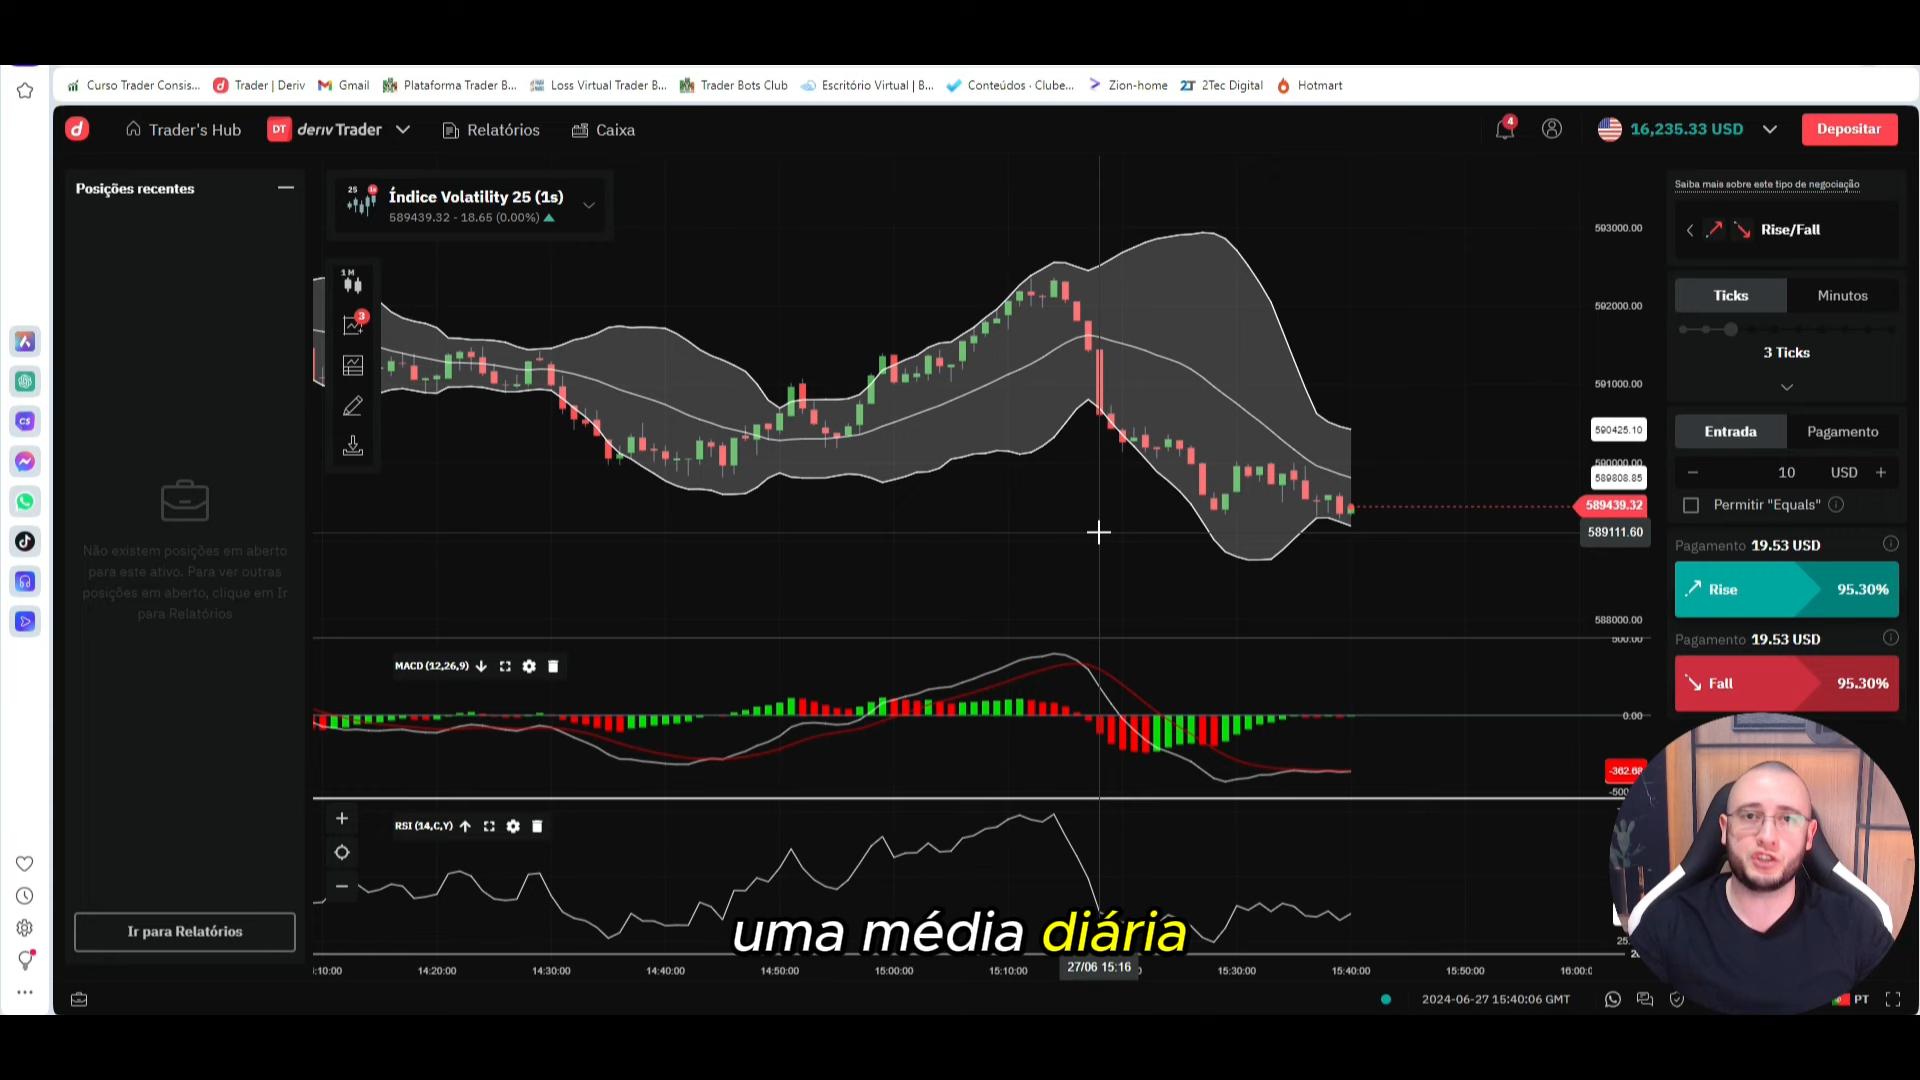 Curso Trader Consis...
Trader | Deriv
Gmail
Plataforma Trader B...
Loss Virtual Trader B...
Trader Bots Club
Escritório Virtual | B...
Conteúdos · Clube...
Zion-home
2Tec Digital
Hotmart
Trader's Hub
DT deriv Trader
Relatórios
Caixa
4
16,235.33 USD
Depositar
Posições recentes
Não existem posições em aberto
para este ativo. Para ver outras
posições em aberto, clique em Ir
para Relatórios
Ir para Relatórios
25 1s
Índice Volatility 25 (1s)
589439.32 - 18.65 (0.00%)
1M
3
593000.00
592000.00
591000.00
590425.10
590000.00
589808.85
589439.32
589111.60
588000.00
500.00
MACD (12,26,9)
0.00
-362.68
RSI (14,C,Y)
uma média diária
:10:00
14:20:00
14:30:00
14:40:00
14:50:00
15:00:00
15:10:00
27/06 15:16
15:30:00
15:40:00
15:50:00
2024-06-27 15:40:06 GMT
PT
Saiba mais sobre este tipo de negociação
Rise/Fall
Ticks
Minutos
3 Ticks
Entrada
Pagamento
10 USD
Permitir "Equals"
Pagamento 19.53 USD
Rise 95.30%
Pagamento 19.53 USD
Fall 95.30%